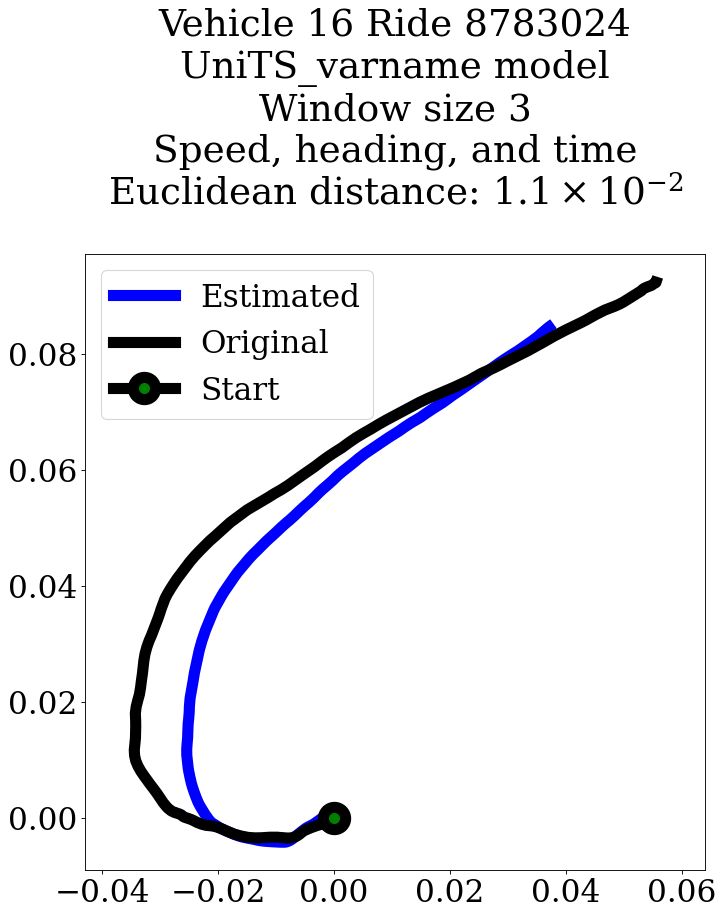 Vehicle 16 Ride 8783024
UniTS_varname model
Window size 3
Speed, heading, and time
Euclidean distance: 1.1 × 10⁻²
Estimated
Original
Start
0.08
0.06
0.04
0.02
0.00
−0.04 −0.02 0.00 0.02 0.04 0.06